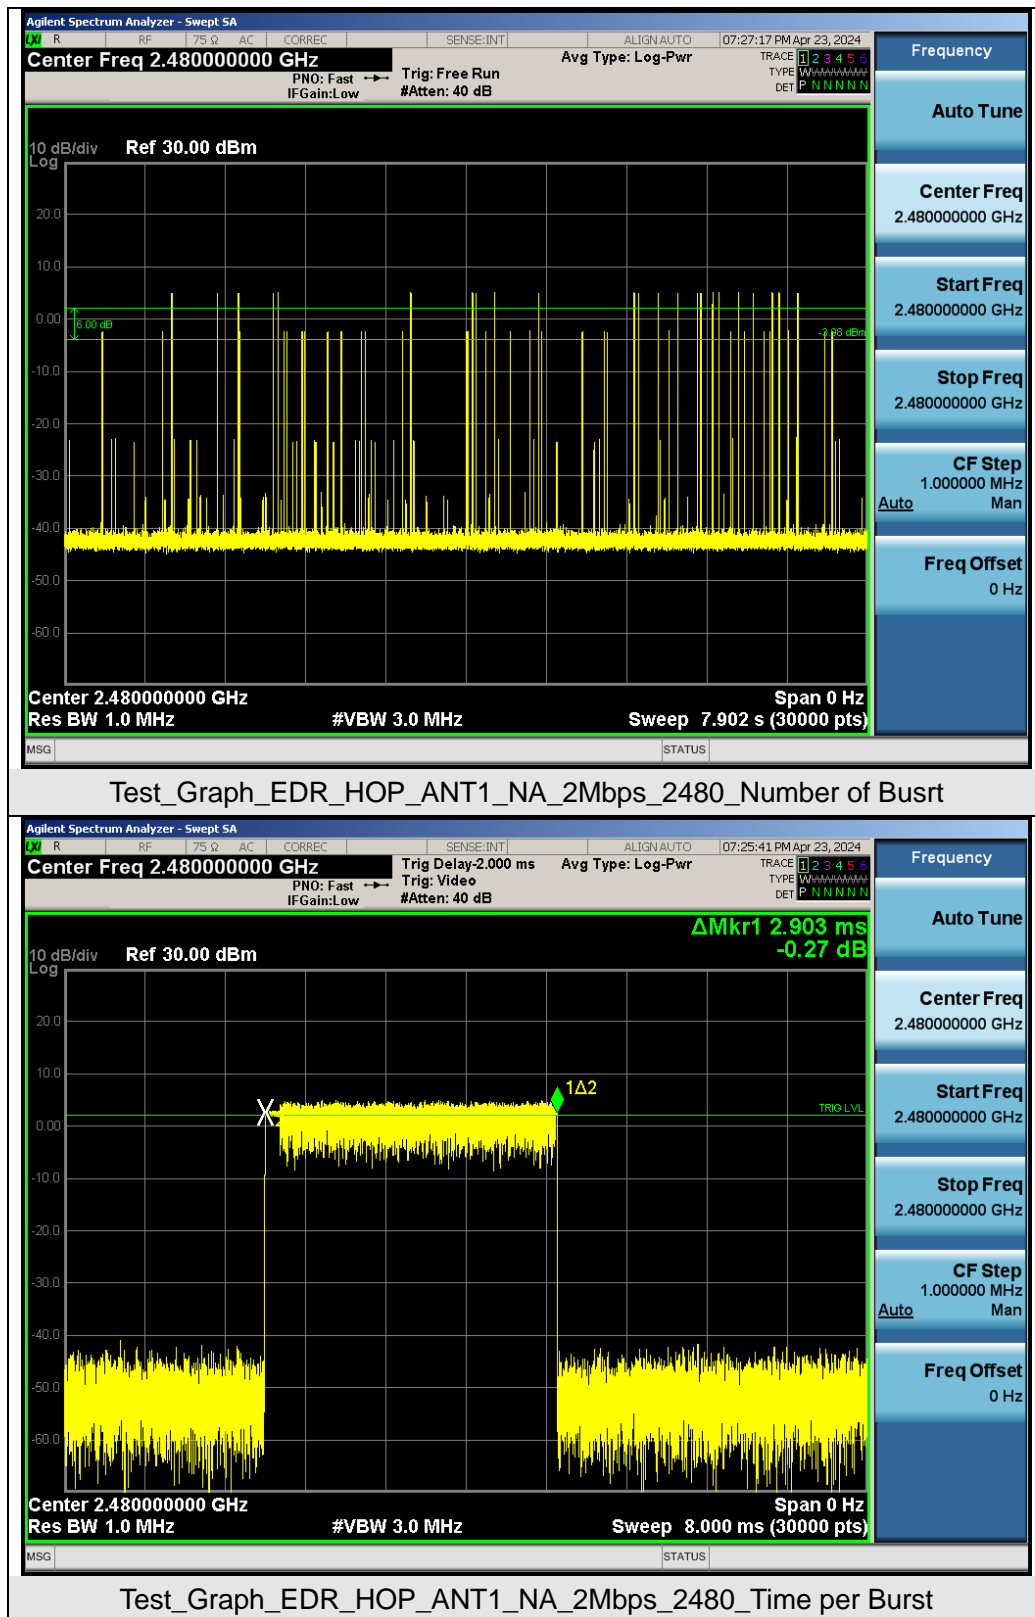 Agilent Spectrum Analyzer - Swept SA
LXI R RF 75 Ω AC CORREC SENSE:INT ALIGN AUTO 07:27:17 PM Apr 23, 2024
Center Freq 2.480000000 GHz
PNO: Fast
IFGain:Low
Trig: Free Run
#Atten: 40 dB
Avg Type: Log-Pwr
TRACE 1 2 3 4 5 6
TYPE W
DET P N N N N N
10 dB/div Ref 30.00 dBm
Log
20.0
10.0
0.00
-10.0
-20.0
-30.0
-40.0
-50.0
-60.0
6.00 dB
-3.98 dBm
Center 2.480000000 GHz Span 0 Hz
Res BW 1.0 MHz #VBW 3.0 MHz Sweep 7.902 s (30000 pts)
MSG STATUS
Frequency
Auto Tune
Center Freq
2.480000000 GHz
Start Freq
2.480000000 GHz
Stop Freq
2.480000000 GHz
CF Step
1.000000 MHz
Auto Man
Freq Offset
0 Hz
Test_Graph_EDR_HOP_ANT1_NA_2Mbps_2480_Number of Busrt
Agilent Spectrum Analyzer - Swept SA
LXI R RF 75 Ω AC CORREC SENSE:INT ALIGN AUTO 07:25:41 PM Apr 23, 2024
Center Freq 2.480000000 GHz
PNO: Fast
IFGain:Low
Trig Delay-2.000 ms
Trig: Video
#Atten: 40 dB
Avg Type: Log-Pwr
TRACE 1 2 3 4 5 6
TYPE W
DET P N N N N N
ΔMkr1 2.903 ms
-0.27 dB
10 dB/div Ref 30.00 dBm
Log
20.0
10.0
0.00
-10.0
-20.0
-30.0
-40.0
-50.0
-60.0
1Δ2
TRIG LVL
Center 2.480000000 GHz Span 0 Hz
Res BW 1.0 MHz #VBW 3.0 MHz Sweep 8.000 ms (30000 pts)
MSG STATUS
Frequency
Auto Tune
Center Freq
2.480000000 GHz
Start Freq
2.480000000 GHz
Stop Freq
2.480000000 GHz
CF Step
1.000000 MHz
Auto Man
Freq Offset
0 Hz
Test_Graph_EDR_HOP_ANT1_NA_2Mbps_2480_Time per Burst